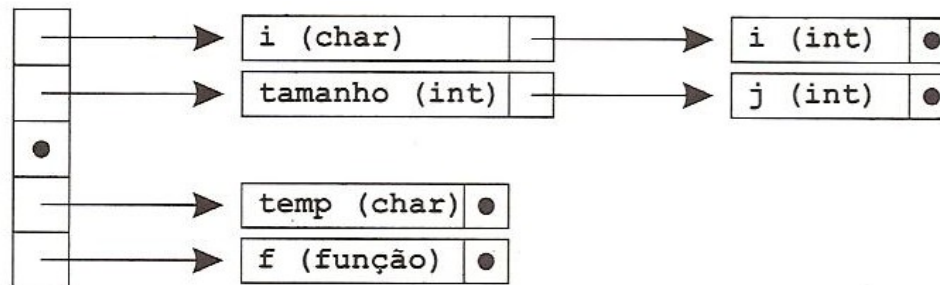 i (char) i (int)
tamanho (int) j (int)
temp (char)
f (função)